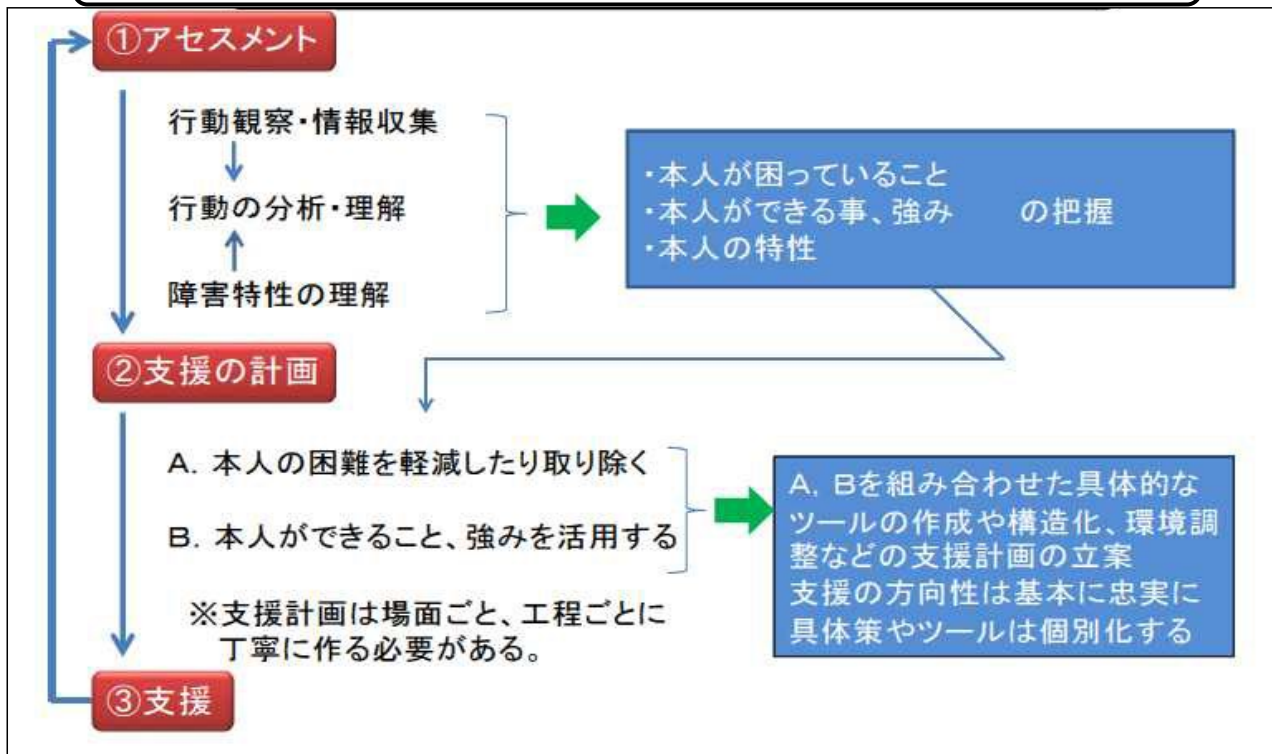 ①アセスメント
行動観察・情報収集
行動の分析・理解
障害特性の理解
・本人が困っていること
・本人ができる事、強み　　の把握
・本人の特性
②支援の計画
A. 本人の困難を軽減したり取り除く
B. 本人ができること、強みを活用する
※支援計画は場面ごと、工程ごとに
丁寧に作る必要がある。
A, Bを組み合わせた具体的な
ツールの作成や構造化、環境調
整などの支援計画の立案
支援の方向性は基本に忠実に
具体策やツールは個別化する
③支援